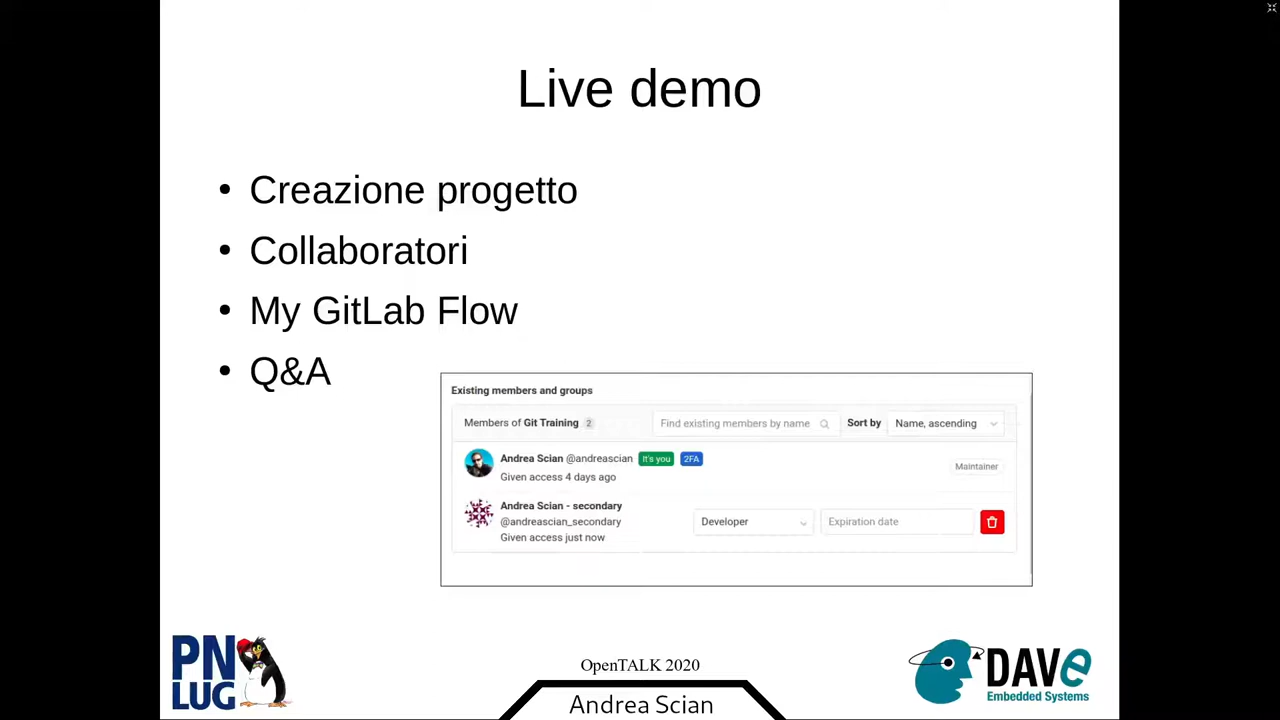 Live demo
• Creazione progetto
• Collaboratori
• My GitLab Flow
• Q&A
Existing members and groups
Members of Git Training 2
Find existing members by name
Sort by
Name, ascending
Andrea Scian @andreascian It's you 2FA
Given access 4 days ago
Maintainer
Andrea Scian - secondary
@andreascian_secondary
Given access just now
Developer
Expiration date
PN
LUG
OpenTALK 2020
Andrea Scian
DAVe
Embedded Systems